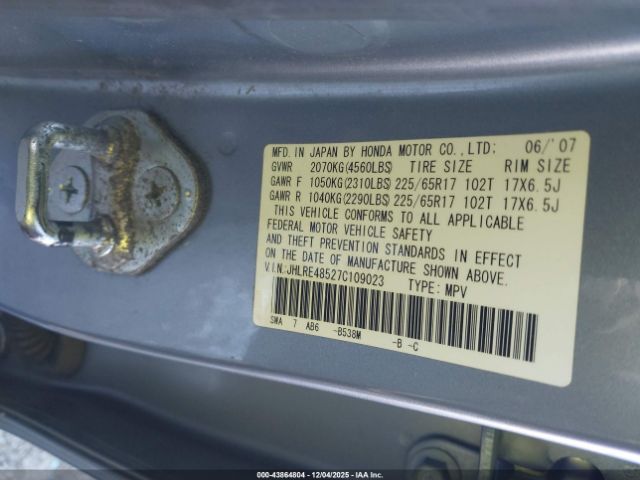 MFD. IN JAPAN BY HONDA MOTOR CO.,LTD: 06/'07
GVWR 2070KG(4560LBS) TIRE SIZE RIM SIZE
GAWR F 1050KG(2310LBS) 225/65R17 102T 17X6.5J
GAWR R 1040KG(2290LBS) 225/65R17 102T 17X6.5J
THIS VEHICLE CONFORMS TO ALL APPLICABLE
FEDERAL MOTOR VEHICLE SAFETY
AND THEFT PREVENTION STANDARDS IN EFFECT
ON THE DATE OF MANUFACTURE SHOWN ABOVE.
V.I.N.JHLRE48527C109023 TYPE: MPV
SWA 7 AB6 -B538M -B -C
000-43864804 - 12/04/2025 - IAA Inc.